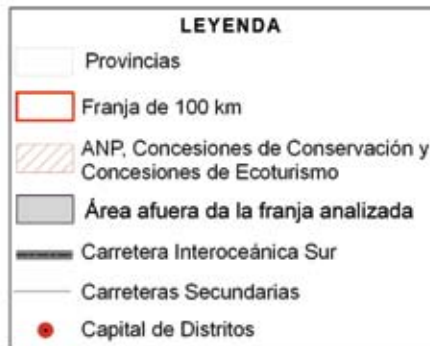 LEYENDA
Provincias
Franja de 100 km
ANP, Concesiones de Conservación y
Concesiones de Ecoturismo
Área afuera da la franja analizada
Carretera Interoceánica Sur
Carreteras Secundarias
Capital de Distritos